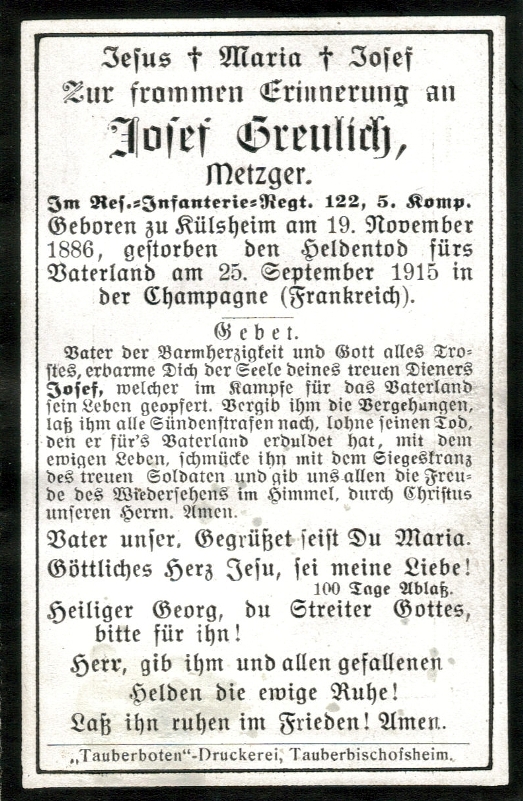 Jesus † Maria † Josef
Zur frommen Erinnerung an
Josef Greulich,
Metzger.
Im Res.-Infanterie-Regt. 122, 5. Komp.
Geboren zu Külsheim am 19. November
1886, gestorben den Heldentod fürs
Vaterland am 25. September 1915 in
der Champagne (Frankreich).
Gebet.
Vater der Barmherzigkeit und Gott alles Tro-
stes, erbarme Dich der Seele deines treuen Dieners
Josef, welcher im Kampfe für das Vaterland
sein Leben geopfert. Vergib ihm die Vergehungen,
laß ihm alle Sündenstrafen nach, lohne seinen Tod,
den er für's Vaterland erduldet hat, mit dem
ewigen Leben, schmücke ihn mit dem Siegeskranz
des treuen Soldaten und gib uns allen die Freu-
de des Wiedersehens im Himmel, durch Christus
unseren Herrn. Amen.
Vater unser, Gegrüßet seist Du Maria.
Göttliches Herz Jesu, sei meine Liebe!
100 Tage Ablaß.
Heiliger Georg, du Streiter Gottes,
bitte für ihn!
Herr, gib ihm und allen gefallenen
Helden die ewige Ruhe!
Laß ihn ruhen im Frieden! Amen.
„Tauberboten"-Druckerei, Tauberbischofsheim.